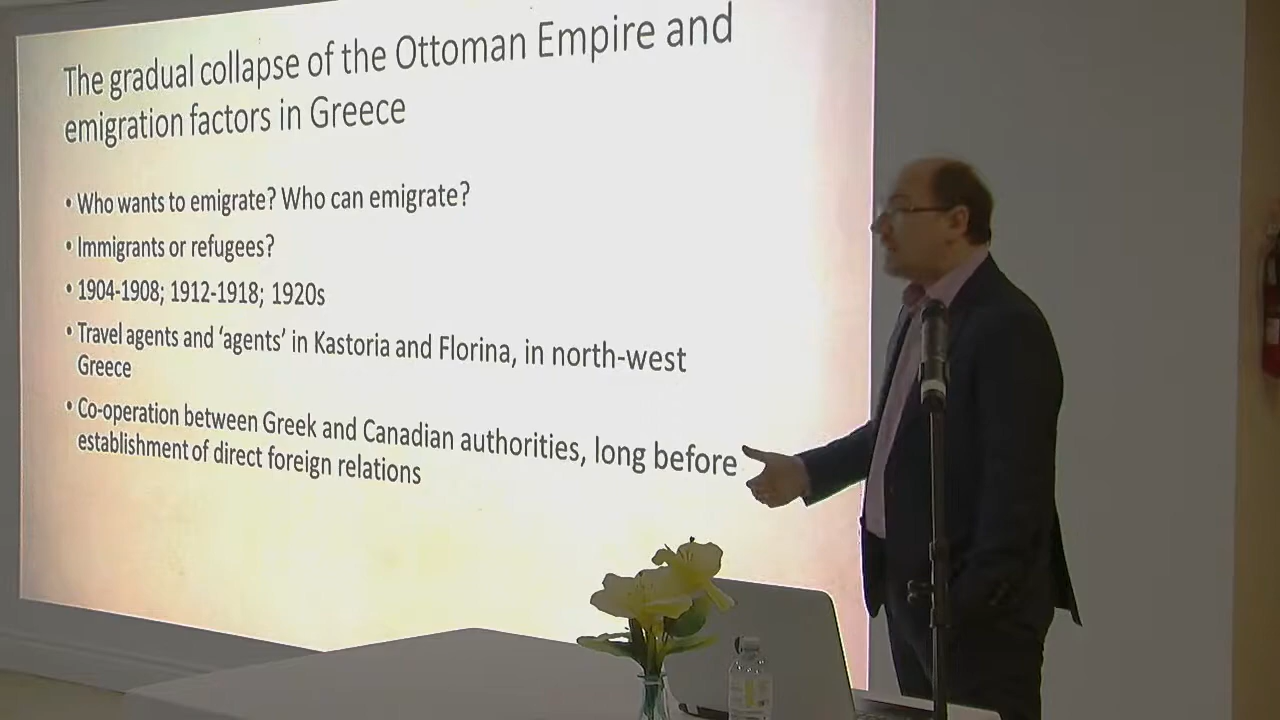 The gradual collapse of the Ottoman Empire and
emigration factors in Greece
• Who wants to emigrate? Who can emigrate?
• Immigrants or refugees?
• 1904-1908; 1912-1918; 1920s
• Travel agents and ‘agents’ in Kastoria and Florina, in north-west
Greece
• Co-operation between Greek and Canadian authorities, long before
establishment of direct foreign relations